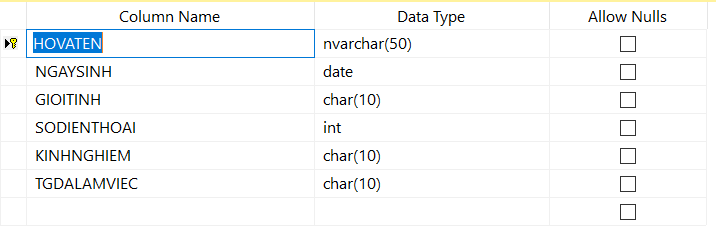 Column Name Data Type Allow Nulls
HOVATEN nvarchar(50)
NGAYSINH date
GIOITINH char(10)
SODIENTHOAI int
KINHNGHIEM char(10)
TGDALAMVIEC char(10)